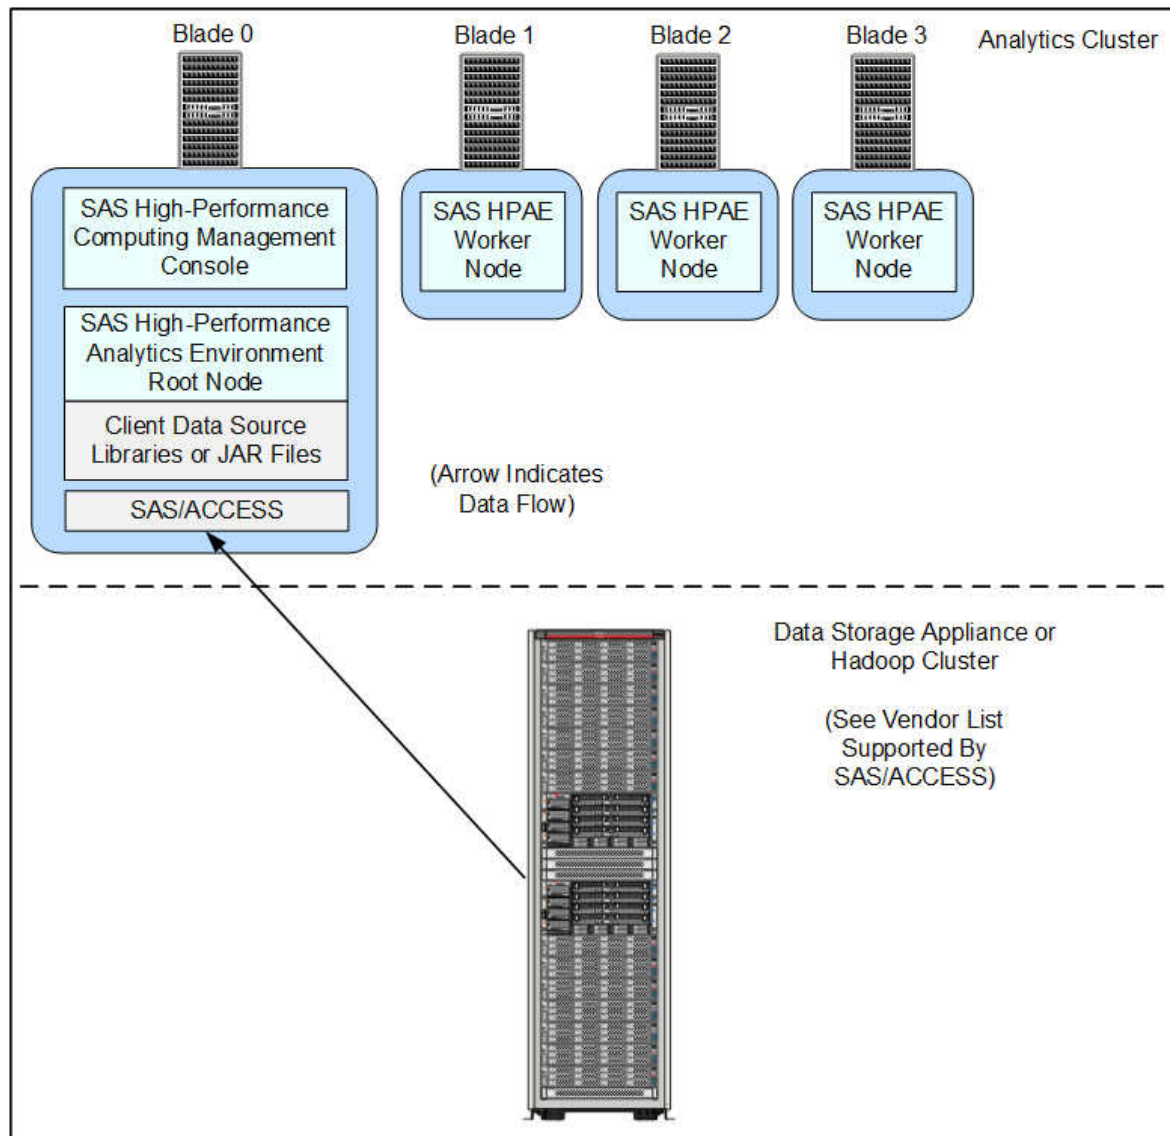 Blade 0
Blade 1
Blade 2
Blade 3
Analytics Cluster
SAS High-Performance
Computing Management
Console
SAS HPAE
Worker
Node
SAS HPAE
Worker
Node
SAS HPAE
Worker
Node
SAS High-Performance
Analytics Environment
Root Node
Client Data Source
Libraries or JAR Files
SAS/ACCESS
(Arrow Indicates
Data Flow)
Data Storage Appliance or
Hadoop Cluster
(See Vendor List
Supported By
SAS/ACCESS)